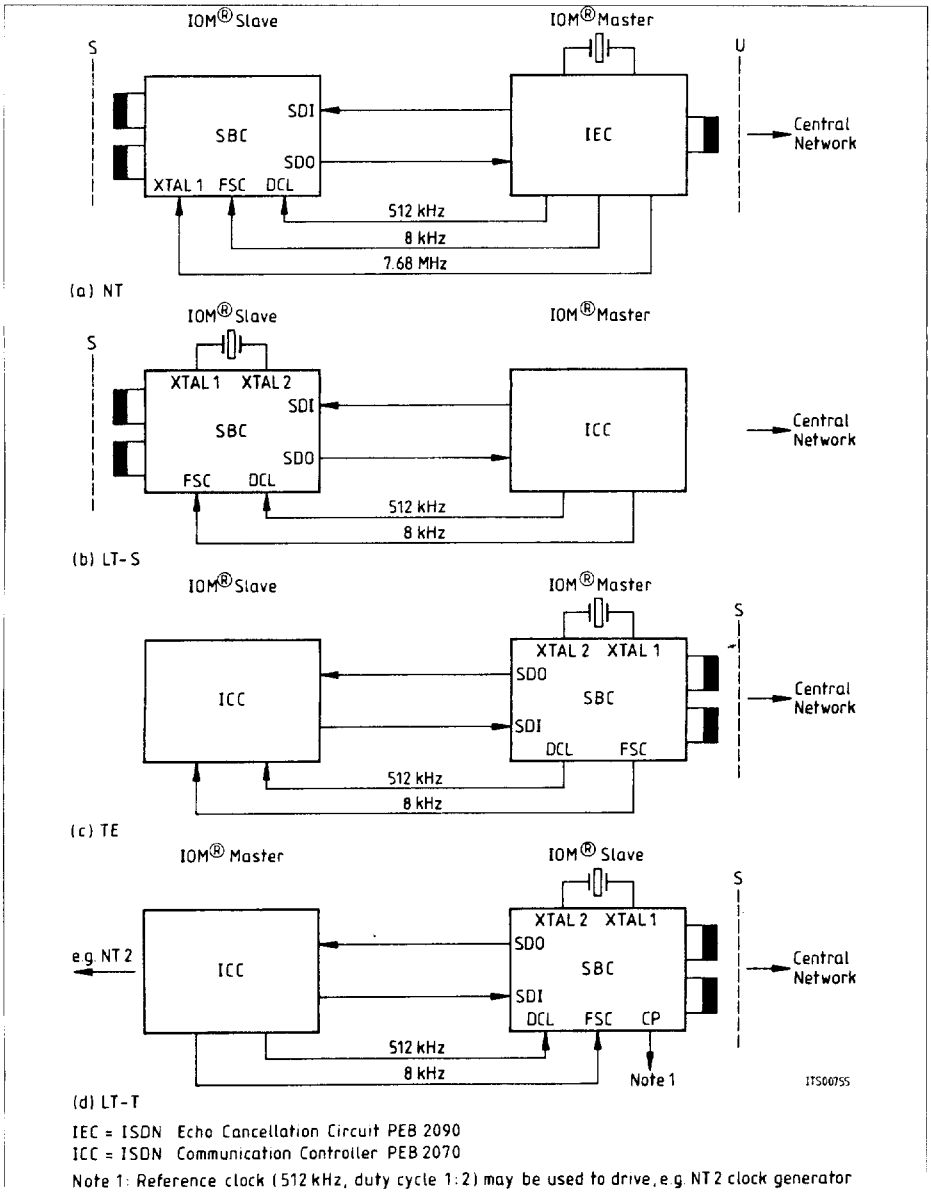 IOM® Slave
IOM® Master
S
U
SDI
SBC
IEC
Central
Network
SDO
XTAL 1 FSC DCL
512 kHz
8 kHz
7.68 MHz
(a) NT
IOM® Slave
IOM® Master
S
XTAL 1 XTAL 2
SDI
SBC
ICC
Central
Network
SDO
FSC DCL
512 kHz
8 kHz
(b) LT-S
IOM® Slave
IOM® Master
S
XTAL 2 XTAL 1
SDO
ICC
SBC
Central
Network
SDI
DCL FSC
512 kHz
8 kHz
(c) TE
IOM® Master
IOM® Slave
S
XTAL 2 XTAL 1
SDO
e.g. NT2
ICC
SBC
Central
Network
SDI
DCL FSC CP
512 kHz
8 kHz
Note 1
ITS00755
(d) LT-T
IEC = ISDN Echo Cancellation Circuit PEB 2090
ICC = ISDN Communication Controller PEB 2070
Note 1: Reference clock (512 kHz, duty cycle 1:2) may be used to drive, e.g. NT2 clock generator